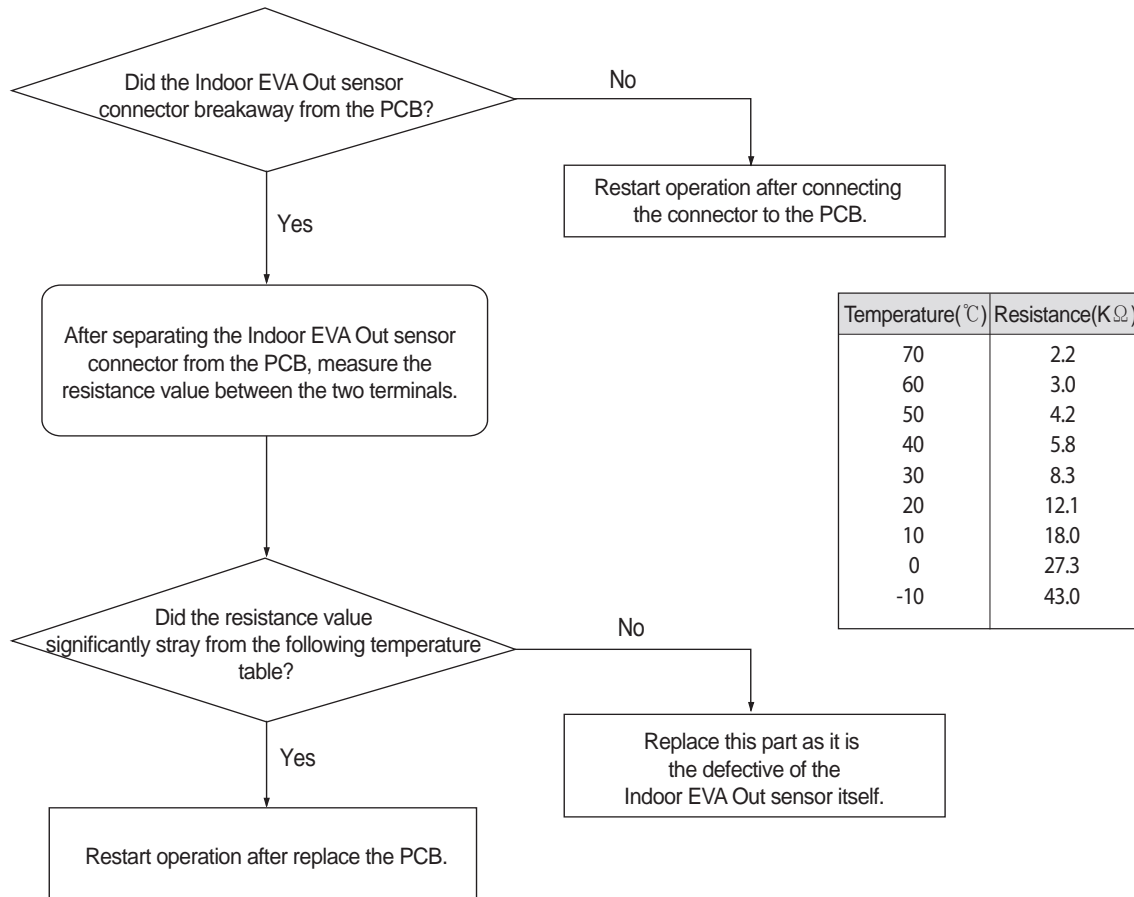 Did the Indoor EVA Out sensor
connector breakaway from the PCB?
No
Restart operation after connecting
the connector to the PCB.
Yes
After separating the Indoor EVA Out sensor
connector from the PCB, measure the
resistance value between the two terminals.
Temperature(℃) Resistance(KΩ)
70 2.2
60 3.0
50 4.2
40 5.8
30 8.3
20 12.1
10 18.0
0 27.3
-10 43.0
Did the resistance value
significantly stray from the following temperature
table?
No
Replace this part as it is
the defective of the
Indoor EVA Out sensor itself.
Yes
Restart operation after replace the PCB.